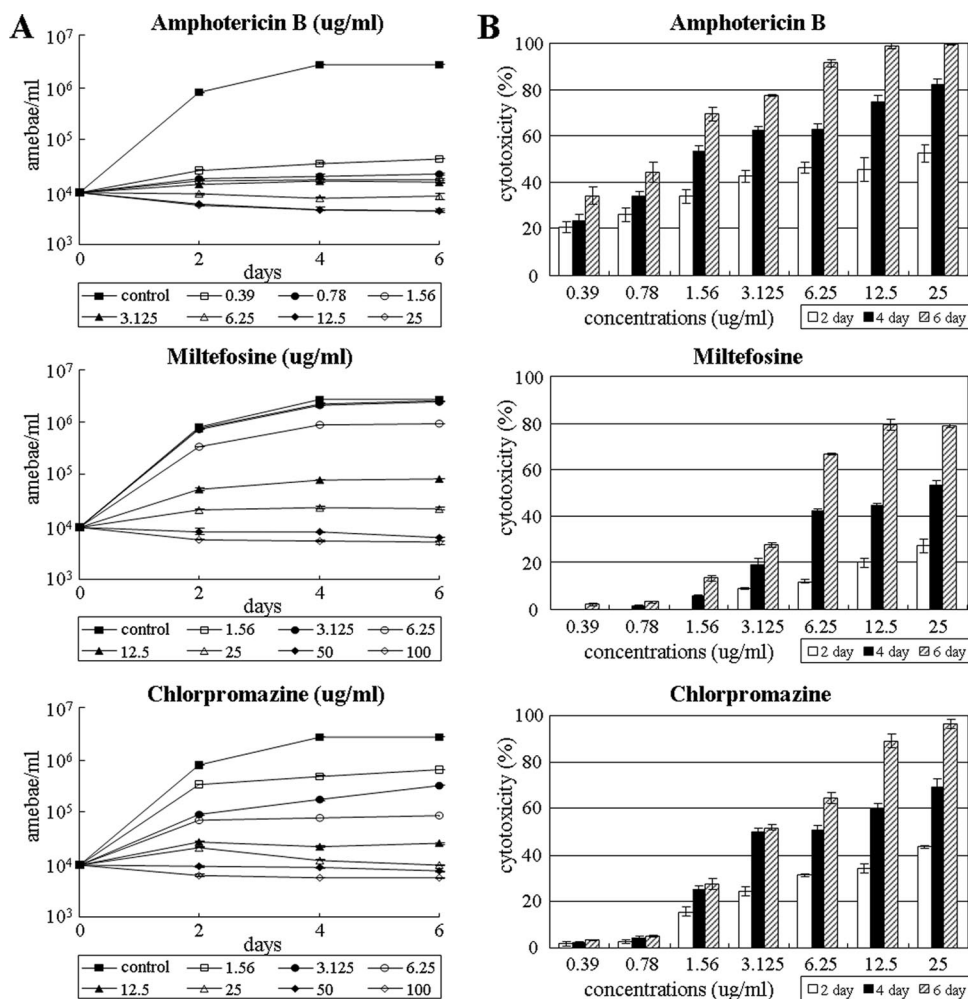 A
Amphotericin B (ug/ml)
10^7
10^6
10^5
10^4
10^3
amebae/ml
0 2 4 6
days
control 0.39 0.78 1.56
3.125 6.25 12.5 25
Miltefosine (ug/ml)
10^7
10^6
10^5
10^4
10^3
amebae/ml
0 2 4 6
days
control 1.56 3.125 6.25
12.5 25 50 100
Chlorpromazine (ug/ml)
10^7
10^6
10^5
10^4
10^3
amebae/ml
0 2 4 6
days
control 1.56 3.125 6.25
12.5 25 50 100
B
Amphotericin B
100
80
60
40
20
0
cytotoxicity (%)
0.39 0.78 1.56 3.125 6.25 12.5 25
concentrations (ug/ml)
2 day 4 day 6 day
Miltefosine
100
80
60
40
20
0
cytotoxicity (%)
0.39 0.78 1.56 3.125 6.25 12.5 25
concentrations (ug/ml)
2 day 4 day 6 day
Chlorpromazine
100
80
60
40
20
0
cytotoxicity (%)
0.39 0.78 1.56 3.125 6.25 12.5 25
concentrations (ug/ml)
2 day 4 day 6 day